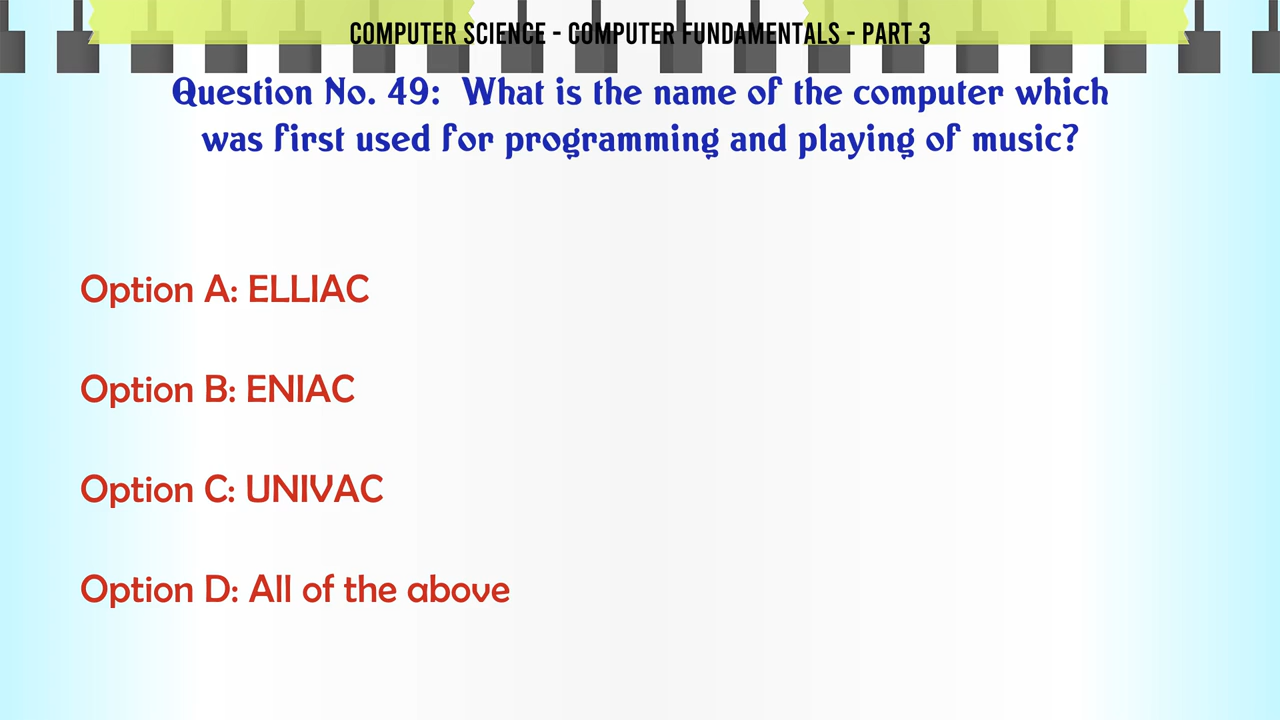 COMPUTER SCIENCE - COMPUTER FUNDAMENTALS - PART 3
Question No. 49: What is the name of the computer which
was first used for programming and playing of music?
Option A: ELLIAC
Option B: ENIAC
Option C: UNIVAC
Option D: All of the above